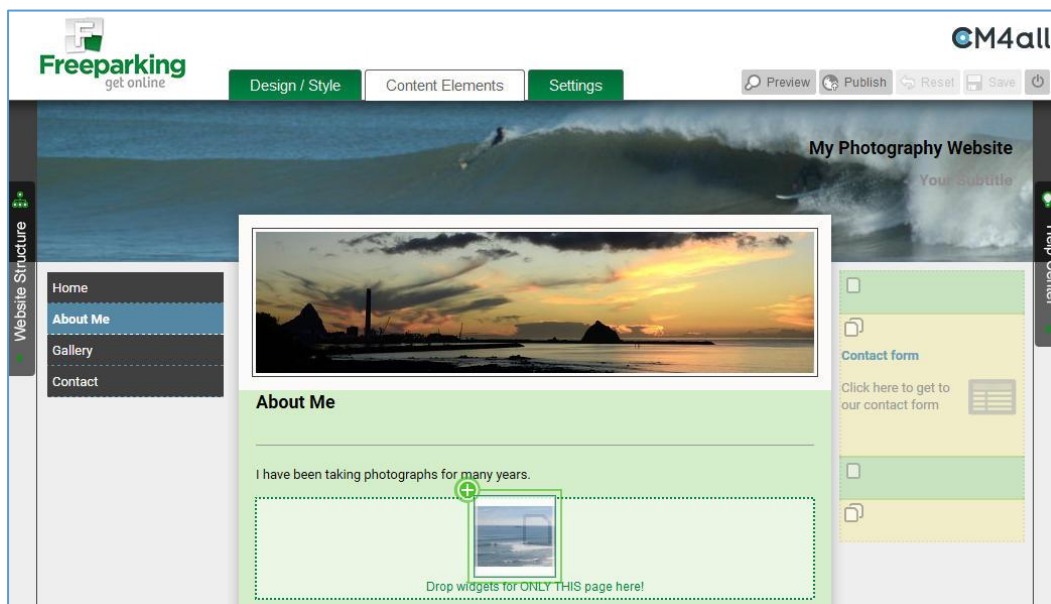 F
Freeparking
get online
CM4all
Design / Style
Content Elements
Settings
Preview
Publish
Reset
Save
My Photography Website
Your Subtitle
Website Structure
Help Center
Home
About Me
Gallery
Contact
Contact form
Click here to get to
our contact form
About Me
I have been taking photographs for many years.
Drop widgets for ONLY THIS page here!